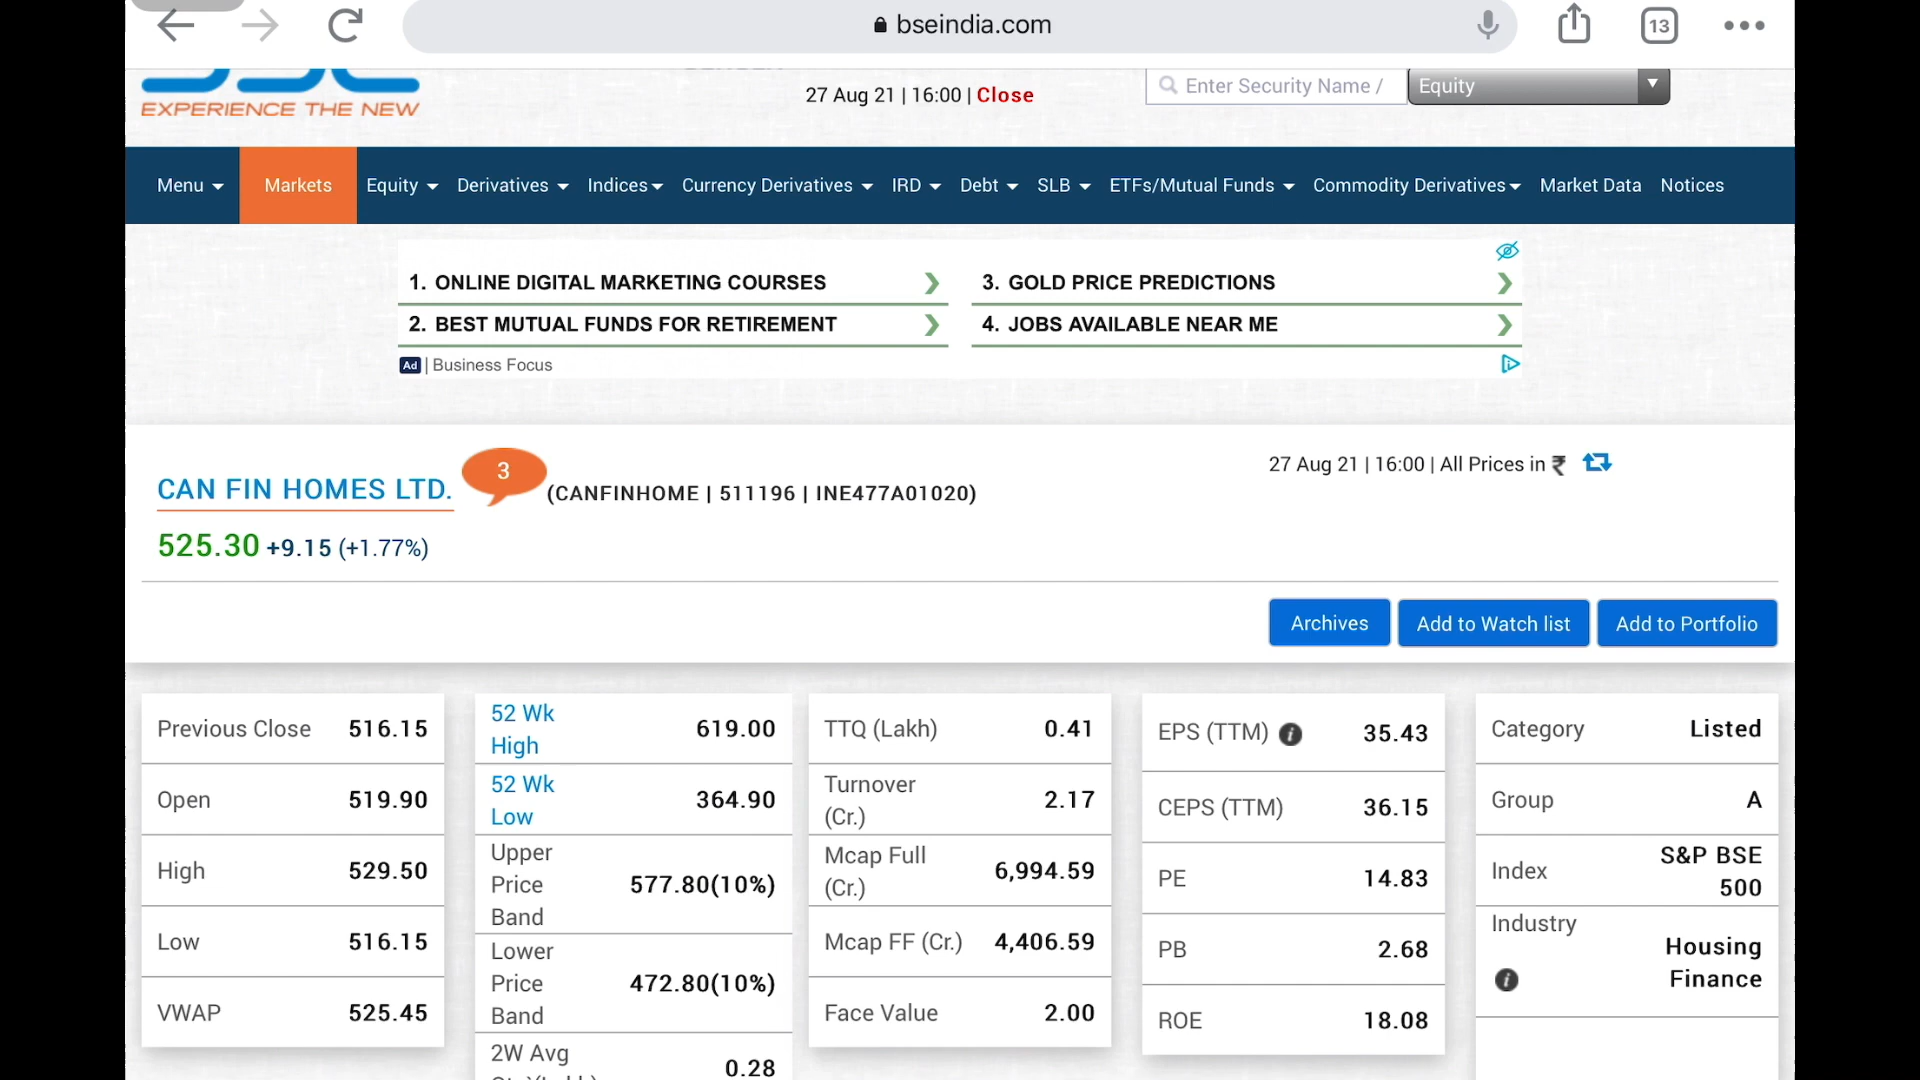 bseindia.com
13
EXPERIENCE THE NEW
27 Aug 21 | 16:00 | Close
Enter Security Name /
Equity
Menu Markets Equity Derivatives Indices Currency Derivatives IRD Debt SLB ETFs/Mutual Funds Commodity Derivatives Market Data Notices
1. ONLINE DIGITAL MARKETING COURSES
2. BEST MUTUAL FUNDS FOR RETIREMENT
3. GOLD PRICE PREDICTIONS
4. JOBS AVAILABLE NEAR ME
Ad | Business Focus
CAN FIN HOMES LTD.
3
(CANFINHOME | 511196 | INE477A01020)
27 Aug 21 | 16:00 | All Prices in ₹
525.30 +9.15 (+1.77%)
Archives
Add to Watch list
Add to Portfolio
Previous Close 516.15
Open 519.90
High 529.50
Low 516.15
VWAP 525.45
52 Wk
High 619.00
52 Wk
Low 364.90
Upper
Price 577.80(10%)
Band
Lower
Price 472.80(10%)
Band
2W Avg
0.28
TTQ (Lakh) 0.41
Turnover
(Cr.) 2.17
Mcap Full
(Cr.) 6,994.59
Mcap FF (Cr.) 4,406.59
Face Value 2.00
EPS (TTM) 35.43
CEPS (TTM) 36.15
PE 14.83
PB 2.68
ROE 18.08
Category Listed
Group A
Index S&P BSE
500
Industry
Housing
Finance